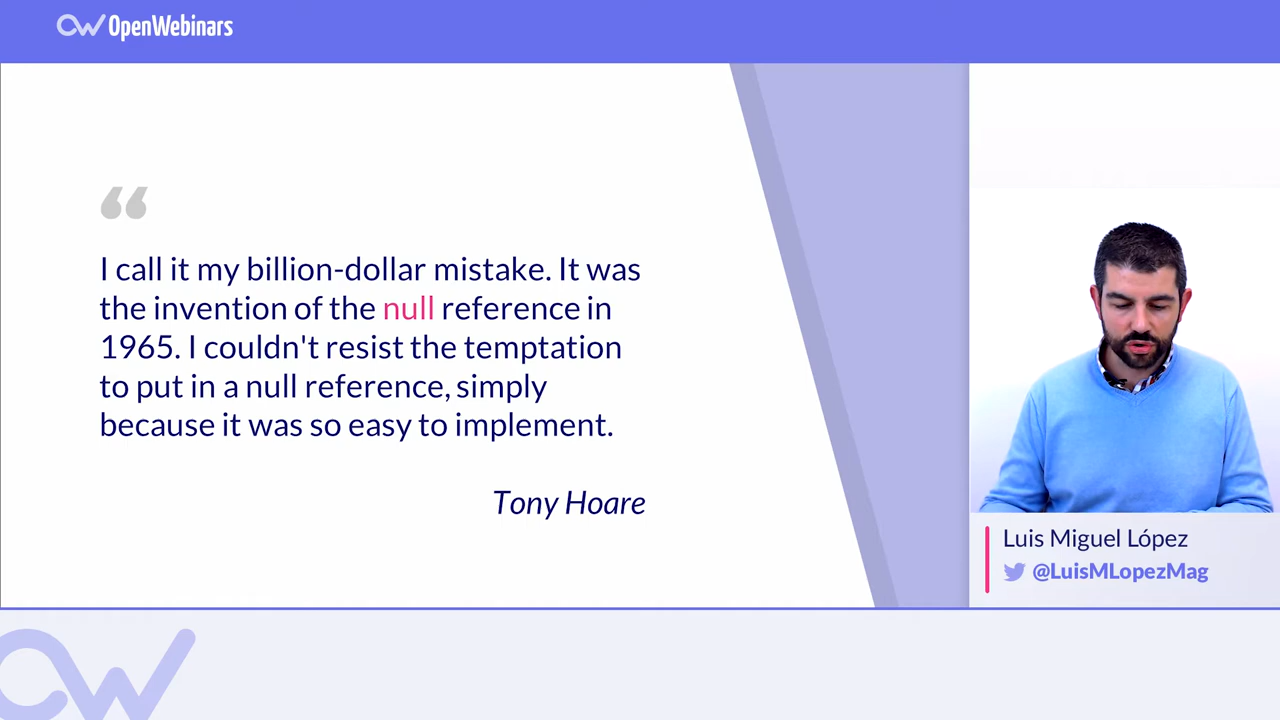 OpenWebinars
“
I call it my billion-dollar mistake. It was
the invention of the null reference in
1965. I couldn't resist the temptation
to put in a null reference, simply
because it was so easy to implement.
Tony Hoare
Luis Miguel López
@LuisMLopezMag